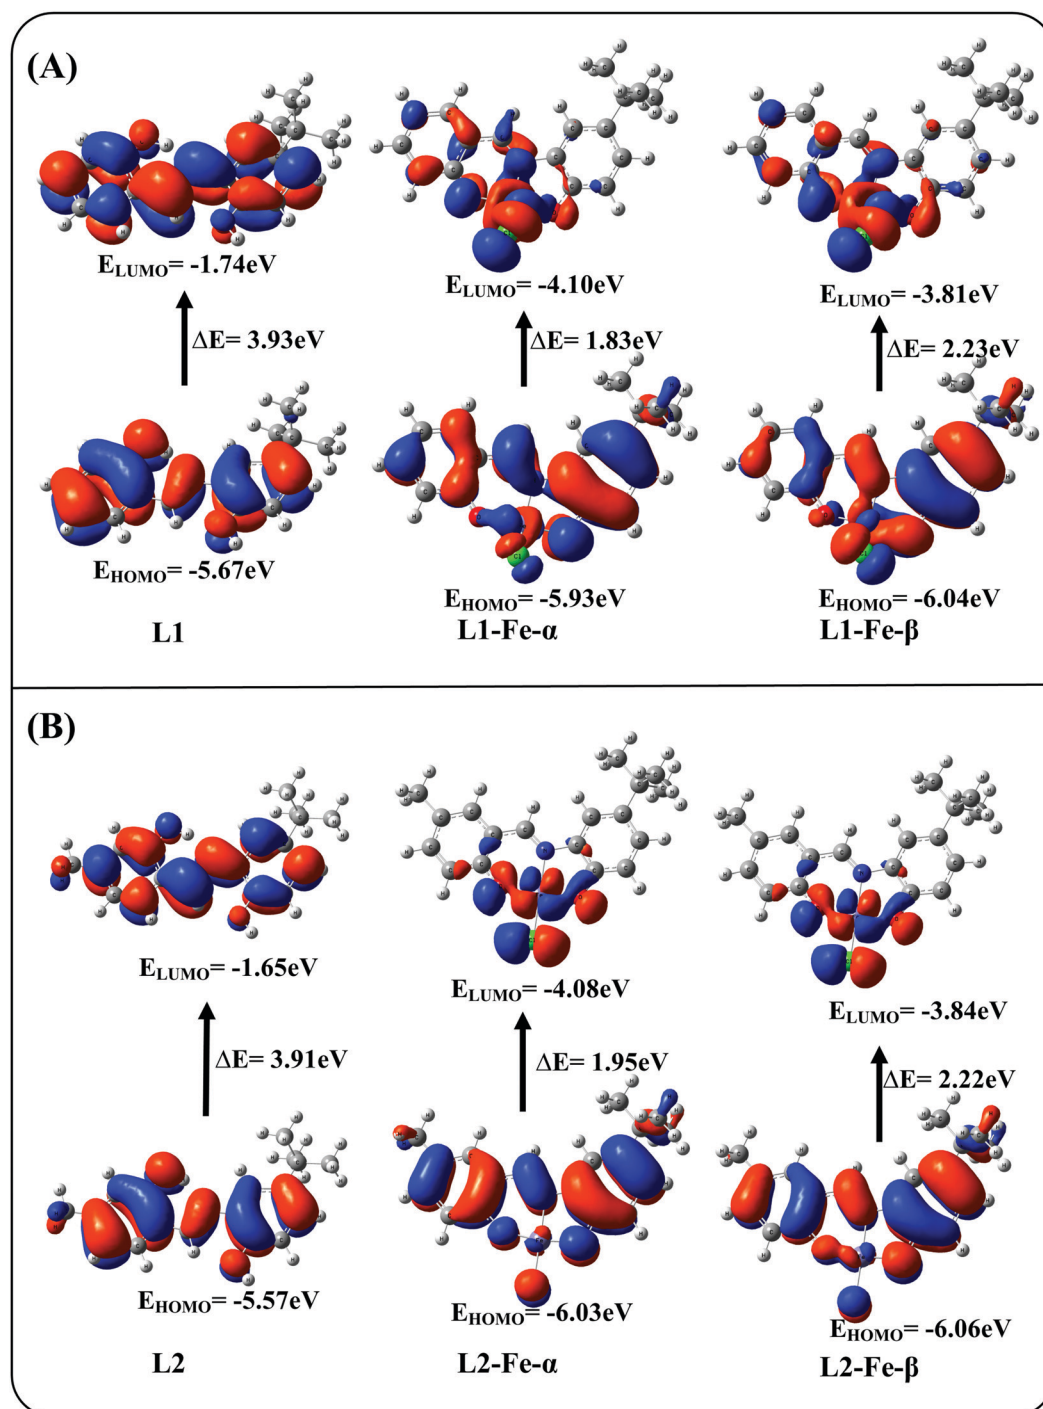 (A)
E_LUMO= -1.74eV
E_LUMO= -4.10eV
E_LUMO= -3.81eV
ΔE= 3.93eV
ΔE= 1.83eV
ΔE= 2.23eV
E_HOMO= -5.67eV
E_HOMO= -5.93eV
E_HOMO= -6.04eV
L1
L1-Fe-α
L1-Fe-β
(B)
E_LUMO= -1.65eV
E_LUMO= -4.08eV
E_LUMO= -3.84eV
ΔE= 3.91eV
ΔE= 1.95eV
ΔE= 2.22eV
E_HOMO= -5.57eV
E_HOMO= -6.03eV
E_HOMO= -6.06eV
L2
L2-Fe-α
L2-Fe-β